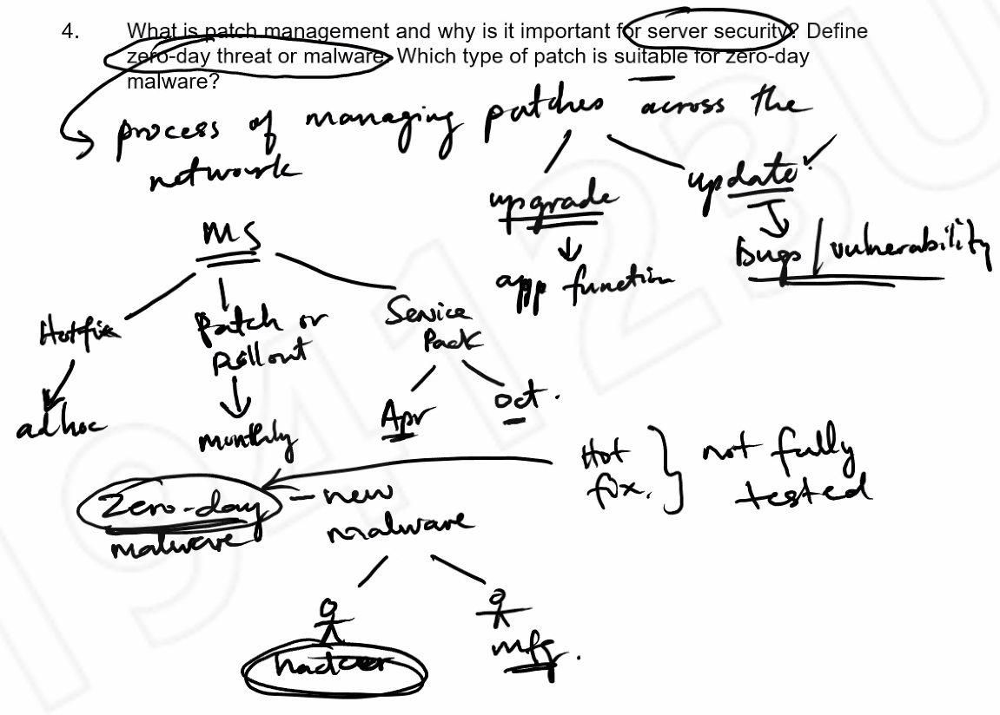 4. What is patch management and why is it important for server security? Define
zero-day threat or malware. Which type of patch is suitable for zero-day
malware?
process of managing patches across the
network
upgrade
update
MS
Bugs / vulnerability
app function
Hotfix
Patch or
Rollout
Service
Pack
adhoc
monthly
Apr
Oct.
Hot
fix.
not fully
tested
Zero-day
malware
- new
malware
hacker
mfg.
194123U